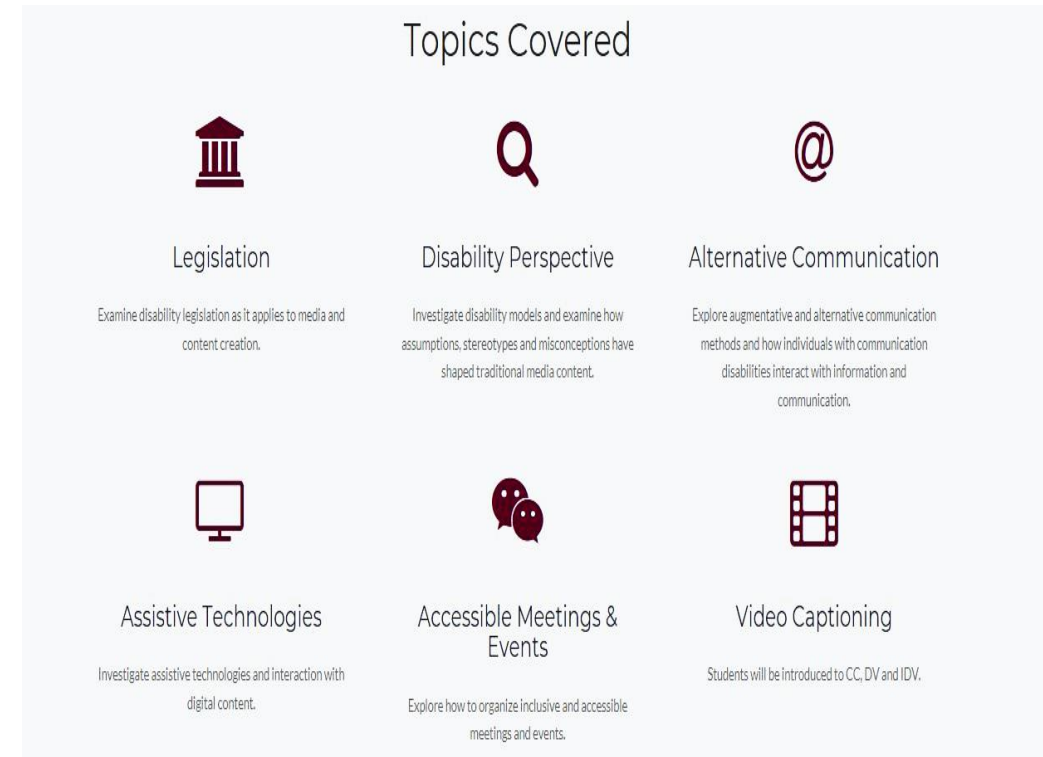 Topics Covered
Legislation
Examine disability legislation as it applies to media and
content creation.
Disability Perspective
Investigate disability models and examine how
assumptions, stereotypes and misconceptions have
shaped traditional media content.
Alternative Communication
Explore augmentative and alternative communication
methods and how individuals with communication
disabilities interact with information and
communication.
Assistive Technologies
Investigate assistive technologies and interaction with
digital content.
Accessible Meetings &
Events
Explore how to organize inclusive and accessible
meetings and events.
Video Captioning
Students will be introduced to CC, DV and IDV.